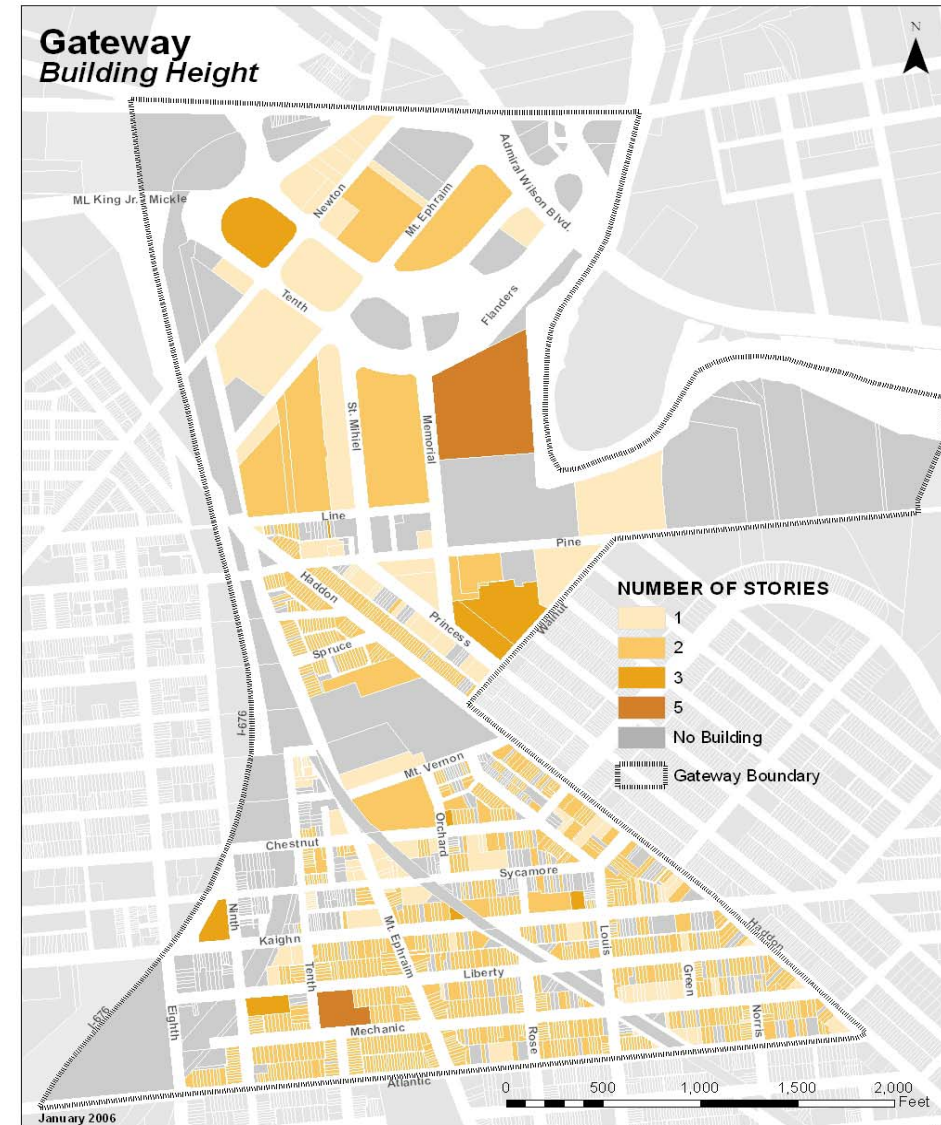 Gateway
Building Height
N
Admiral Wilson Blvd.
Newton
Mt. Ephraim
ML King Jr. / Mickle
Tenth
Flanders
St. Mihiel
Memorial
Line
Pine
Haddon
Princess
Walnut
Spruce
NUMBER OF STORIES
1
2
3
5
No Building
Gateway Boundary
I-676
Mt. Vernon
Orchard
Chestnut
Sycamore
Ninth
Haddon
Kaighn
Mt. Ephraim
Louis
Tenth
Liberty
Green
Eighth
I-676
Mechanic
Rose
Norris
Atlantic
0 500 1,000 1,500 2,000
Feet
January 2006